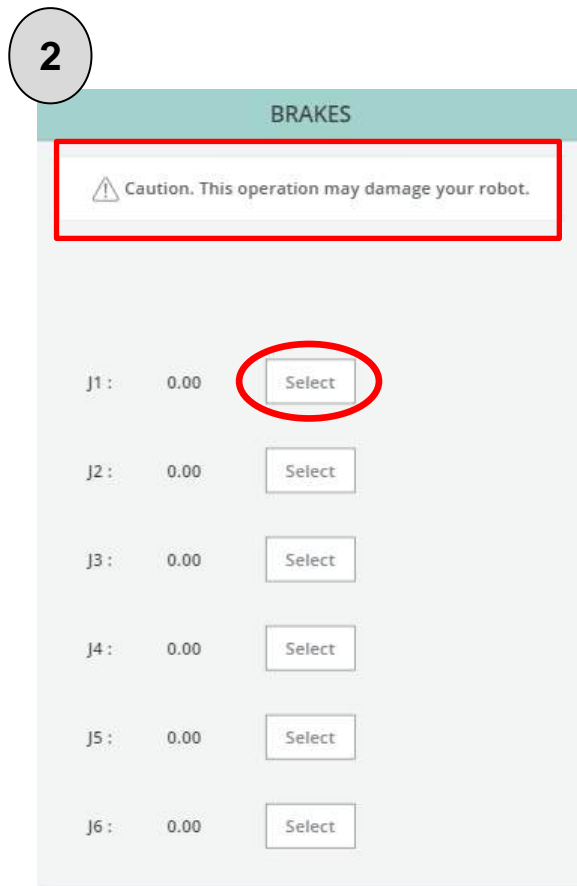 2
BRAKES
Caution. This operation may damage your robot.
J1 : 0.00 Select
J2 : 0.00 Select
J3 : 0.00 Select
J4 : 0.00 Select
J5 : 0.00 Select
J6 : 0.00 Select